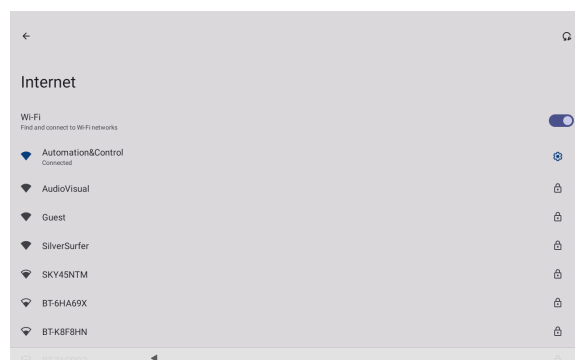 Internet
Wi-Fi
Find and connect to Wi-Fi networks
Automation&Control
Connected
AudioVisual
Guest
SilverSurfer
SKY45NTM
BT-6HA69X
BT-K8F8HN